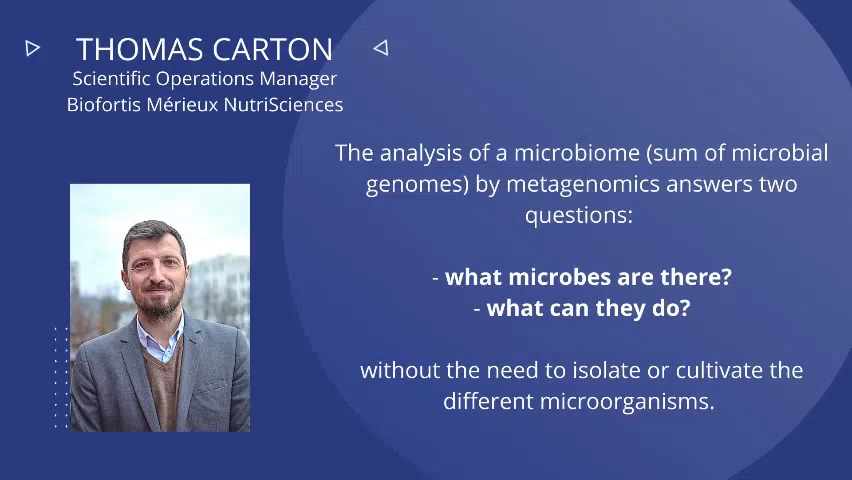 THOMAS CARTON
Scientific Operations Manager
Biofortis Mérieux NutriSciences
The analysis of a microbiome (sum of microbial
genomes) by metagenomics answers two
questions:
- what microbes are there?
- what can they do?
without the need to isolate or cultivate the
different microorganisms.